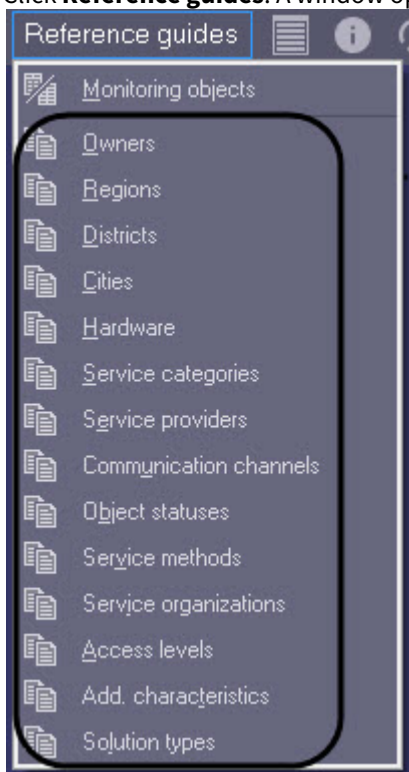 Click Reference guides. A window op
Reference guides
Monitoring objects
Owners
Regions
Districts
Cities
Hardware
Service categories
Service providers
Communication channels
Object statuses
Service methods
Service organizations
Access levels
Add. characteristics
Solution types